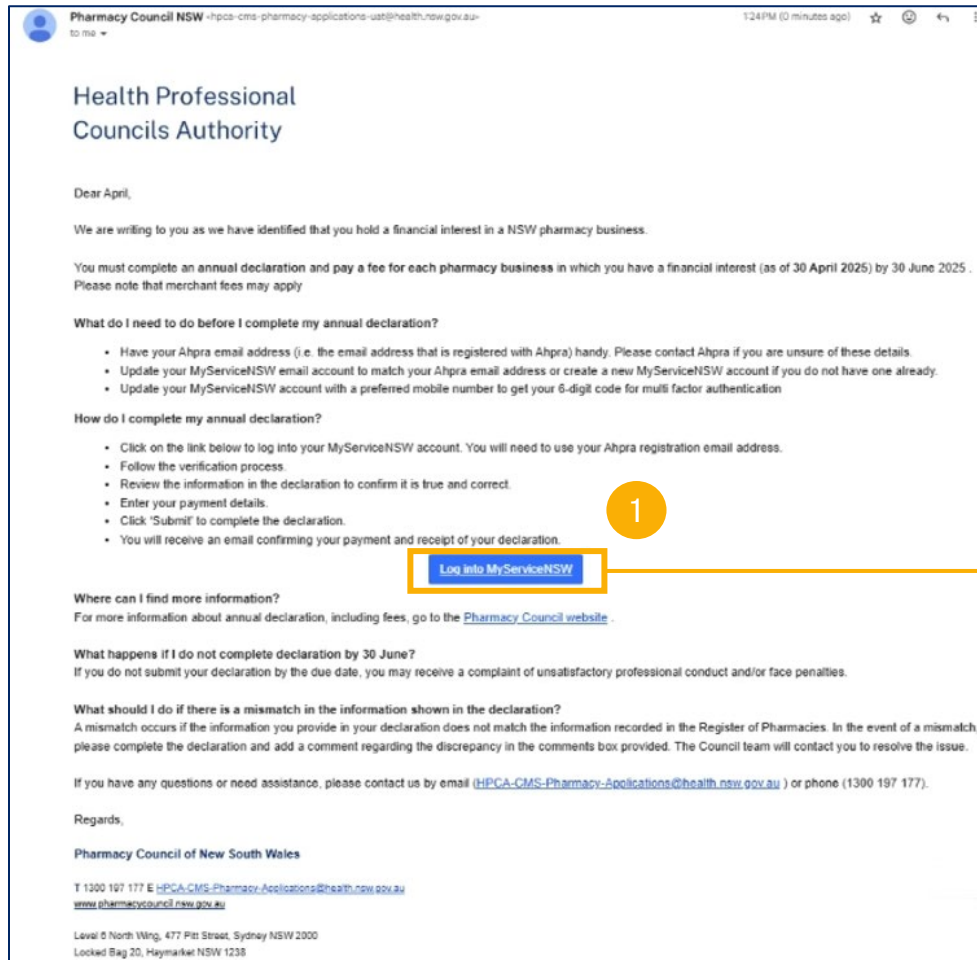 Pharmacy Council NSW <hpca-cms-pharmacy-applications-uat@health.nsw.gov.au>
1:24 PM (0 minutes ago)
to me
Health Professional
Councils Authority
Dear April,
We are writing to you as we have identified that you hold a financial interest in a NSW pharmacy business.
You must complete an annual declaration and pay a fee for each pharmacy business in which you have a financial interest (as of 30 April 2025) by 30 June 2025 .
Please note that merchant fees may apply
What do I need to do before I complete my annual declaration?
• Have your Ahpra email address (i.e. the email address that is registered with Ahpra) handy. Please contact Ahpra if you are unsure of these details.
• Update your MyServiceNSW email account to match your Ahpra email address or create a new MyServiceNSW account if you do not have one already.
• Update your MyServiceNSW account with a preferred mobile number to get your 6-digit code for multi factor authentication
How do I complete my annual declaration?
• Click on the link below to log into your MyServiceNSW account. You will need to use your Ahpra registration email address.
• Follow the verification process.
• Review the information in the declaration to confirm it is true and correct.
• Enter your payment details.
• Click 'Submit' to complete the declaration.
• You will receive an email confirming your payment and receipt of your declaration.
1
Log into MyServiceNSW
Where can I find more information?
For more information about annual declaration, including fees, go to the Pharmacy Council website .
What happens if I do not complete declaration by 30 June?
If you do not submit your declaration by the due date, you may receive a complaint of unsatisfactory professional conduct and/or face penalties.
What should I do if there is a mismatch in the information shown in the declaration?
A mismatch occurs if the information you provide in your declaration does not match the information recorded in the Register of Pharmacies. In the event of a mismatch,
please complete the declaration and add a comment regarding the discrepancy in the comments box provided. The Council team will contact you to resolve the issue.
If you have any questions or need assistance, please contact us by email (HPCA-CMS-Pharmacy-Applications@health.nsw.gov.au ) or phone (1300 197 177).
Regards,
Pharmacy Council of New South Wales
T 1300 197 177 E HPCA-CMS-Pharmacy-Applications@health.nsw.gov.au
www.pharmacycouncil.nsw.gov.au
Level 6 North Wing, 477 Pitt Street, Sydney NSW 2000
Locked Bag 20, Haymarket NSW 1238